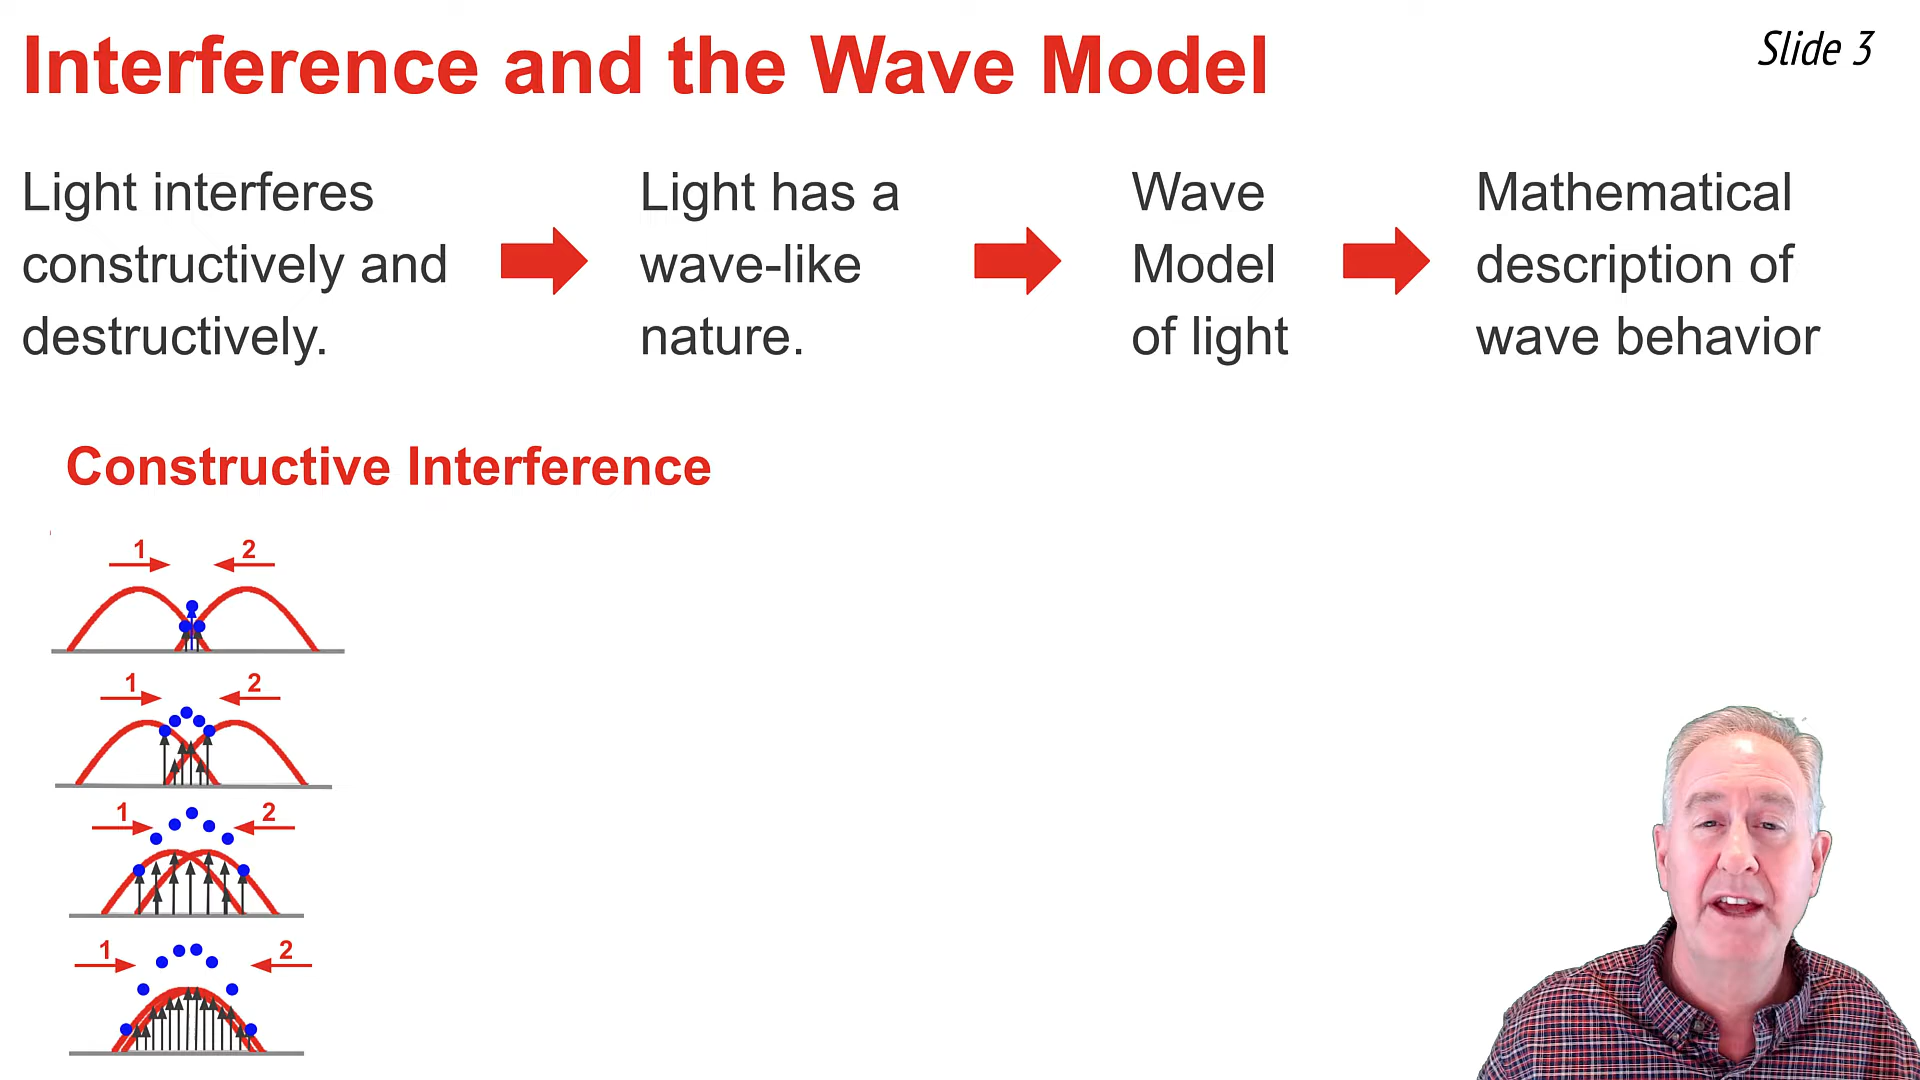 Interference and the Wave Model
Slide 3
Light interferes
constructively and
destructively.
Light has a
wave-like
nature.
Wave
Model
of light
Mathematical
description of
wave behavior
Constructive Interference
1 2
1 2
1 2
1 2